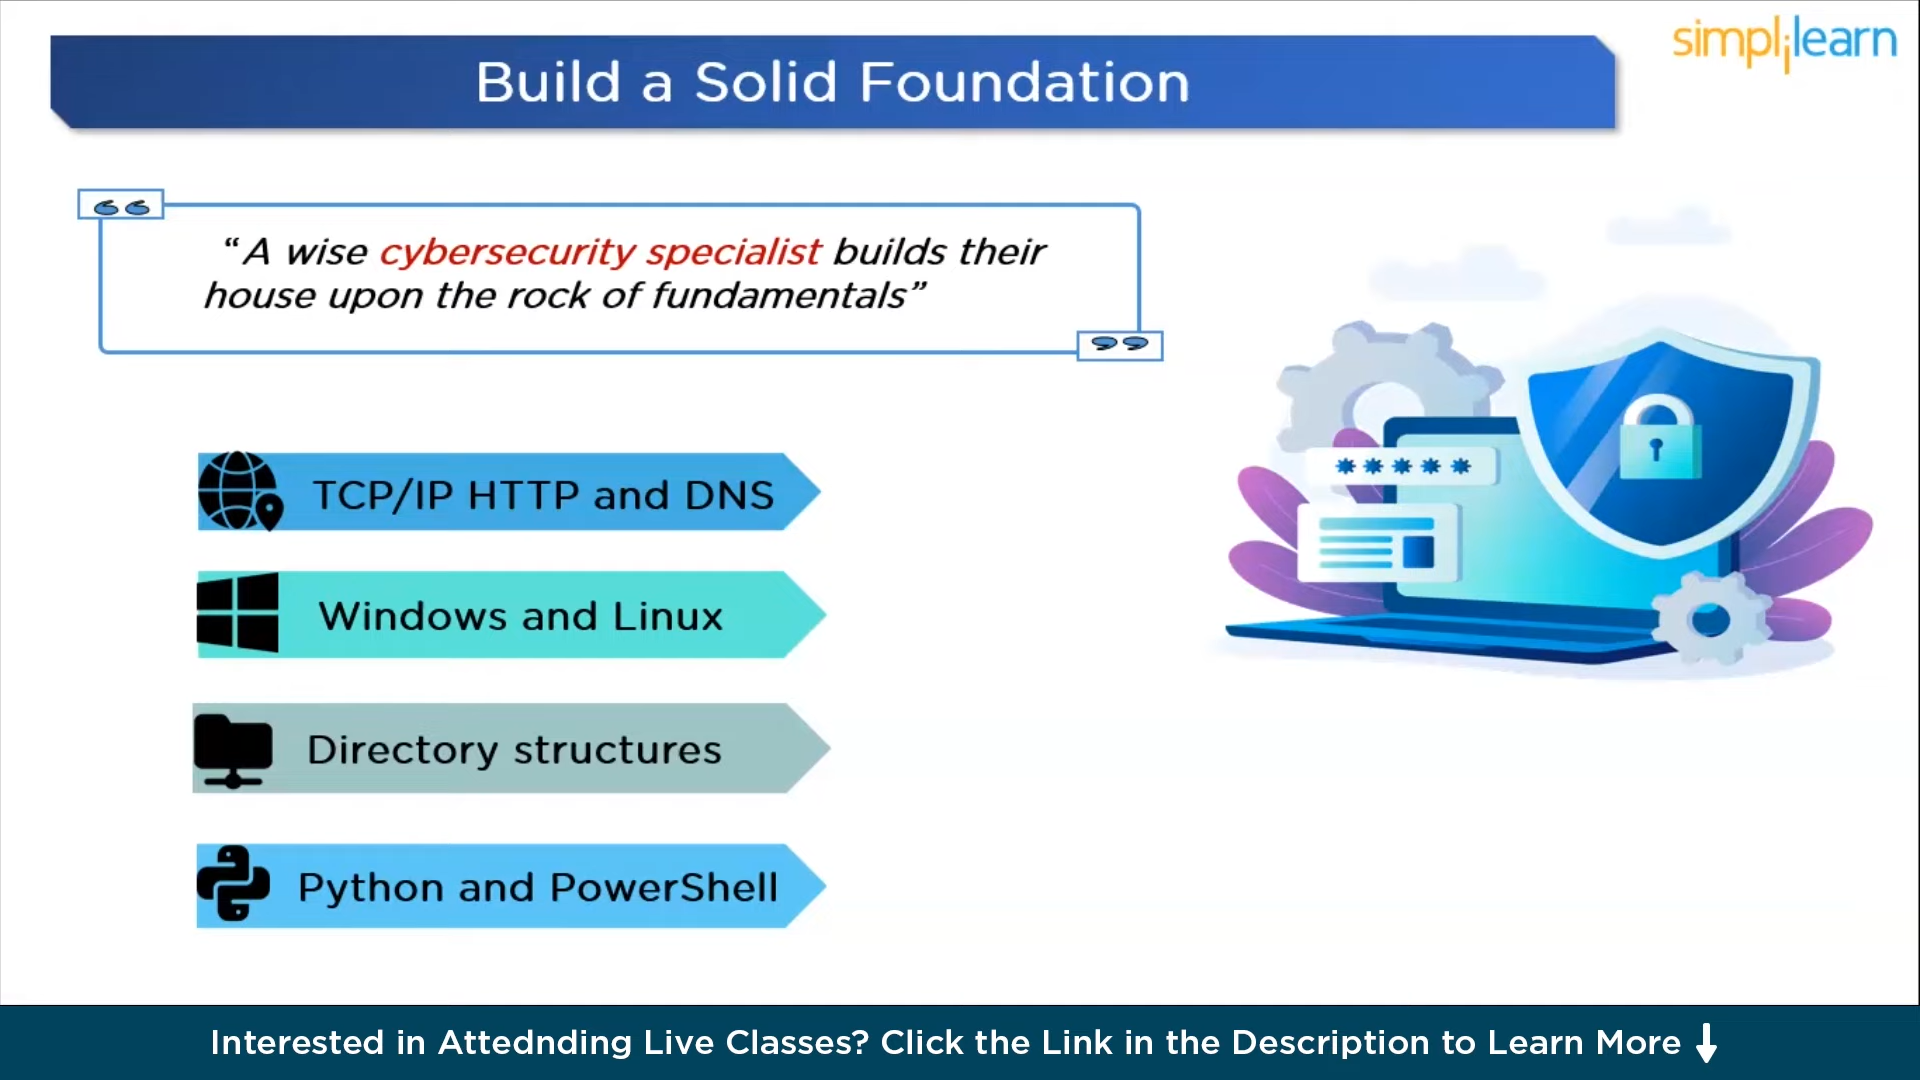 simplilearn
Build a Solid Foundation
“ A wise cybersecurity specialist builds their
house upon the rock of fundamentals”
TCP/IP HTTP and DNS
Windows and Linux
Directory structures
Python and PowerShell
Interested in Attednding Live Classes? Click the Link in the Description to Learn More